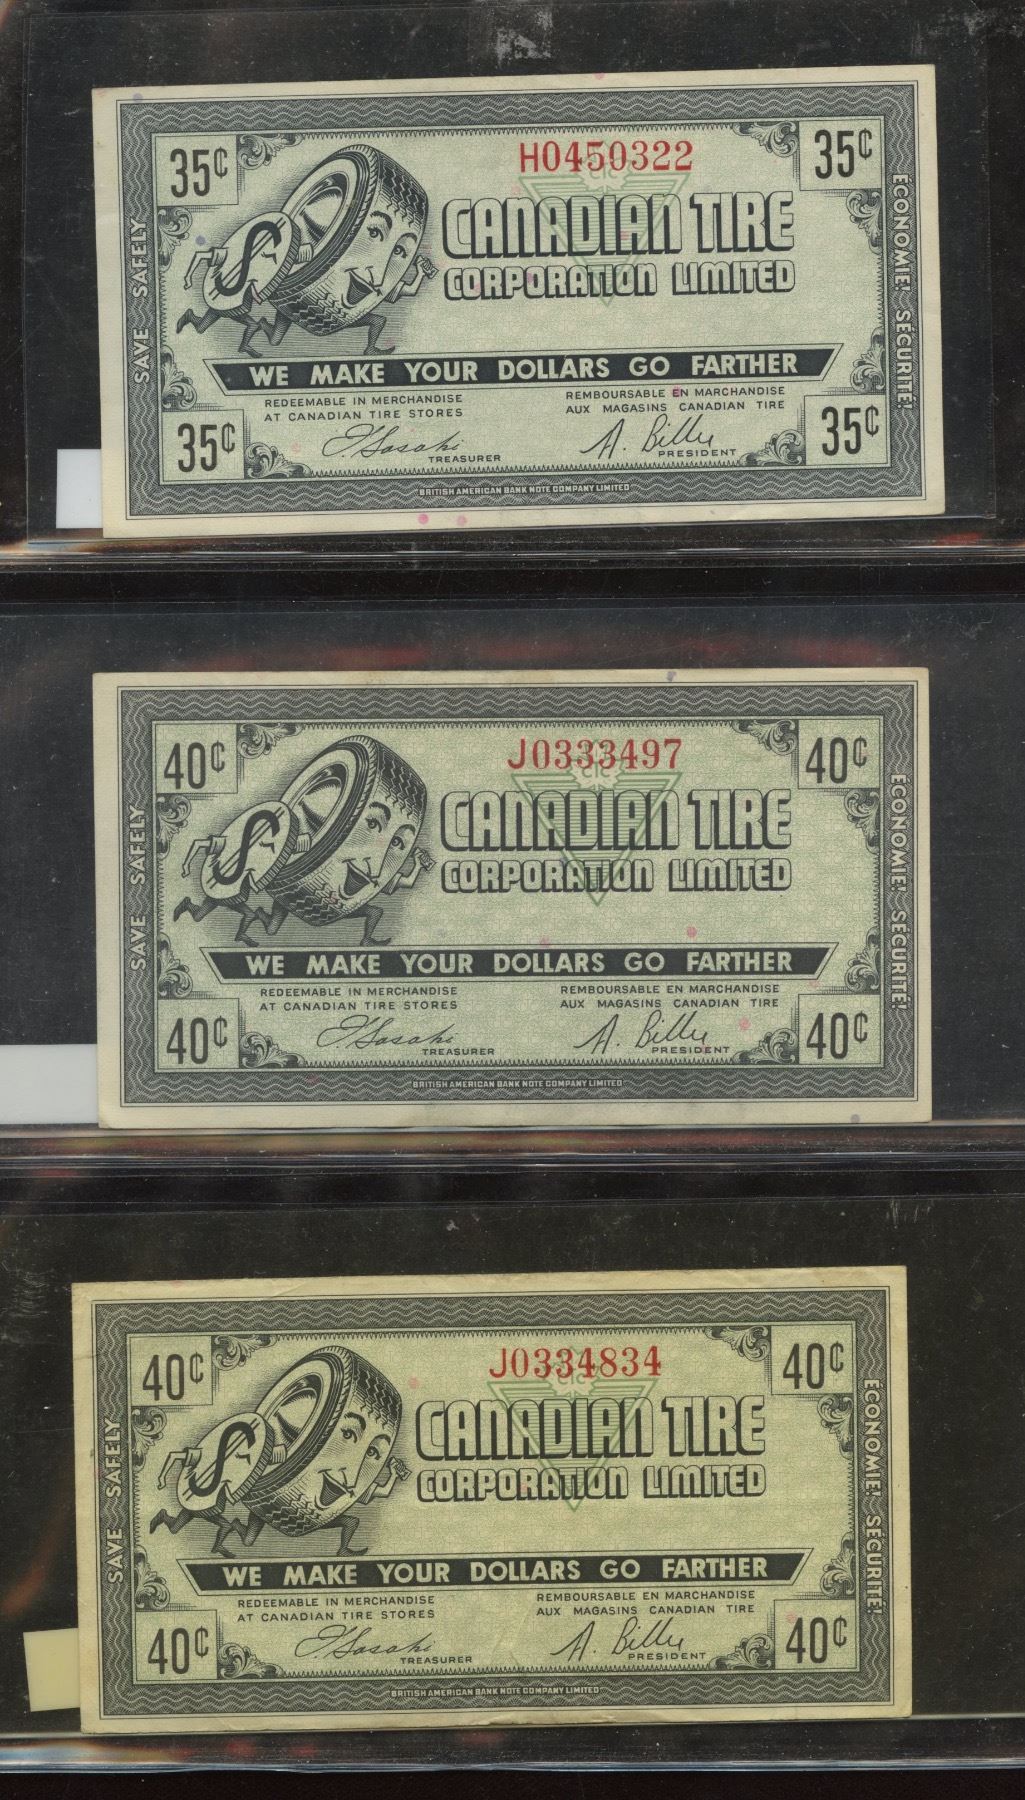 35¢ H0450322 35¢
CANADIAN TIRE
CORPORATION LIMITED
SAVE SAFELY
ÉCONOMIE! SÉCURITÉ!
WE MAKE YOUR DOLLARS GO FARTHER
REDEEMABLE IN MERCHANDISE
AT CANADIAN TIRE STORES
REMBOURSABLE EN MARCHANDISE
AUX MAGASINS CANADIAN TIRE
35¢ TREASURER A. Billes PRESIDENT 35¢
BRITISH AMERICAN BANK NOTE COMPANY LIMITED
40¢ J0333497 40¢
CANADIAN TIRE
CORPORATION LIMITED
SAVE SAFELY
ÉCONOMIE! SÉCURITÉ!
WE MAKE YOUR DOLLARS GO FARTHER
REDEEMABLE IN MERCHANDISE
AT CANADIAN TIRE STORES
REMBOURSABLE EN MARCHANDISE
AUX MAGASINS CANADIAN TIRE
40¢ TREASURER A. Billes PRESIDENT 40¢
BRITISH AMERICAN BANK NOTE COMPANY LIMITED
40¢ J0334834 40¢
CANADIAN TIRE
CORPORATION LIMITED
SAVE SAFELY
ÉCONOMIE! SÉCURITÉ!
WE MAKE YOUR DOLLARS GO FARTHER
REDEEMABLE IN MERCHANDISE
AT CANADIAN TIRE STORES
REMBOURSABLE EN MARCHANDISE
AUX MAGASINS CANADIAN TIRE
40¢ TREASURER A. Billes PRESIDENT 40¢
BRITISH AMERICAN BANK NOTE COMPANY LIMITED